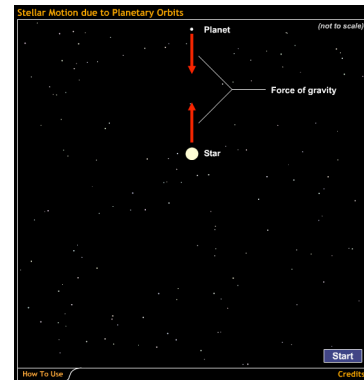 Stellar Motion due to Planetary Orbits
Planet
(not to scale)
Force of gravity
Star
Start
How To Use
Credits